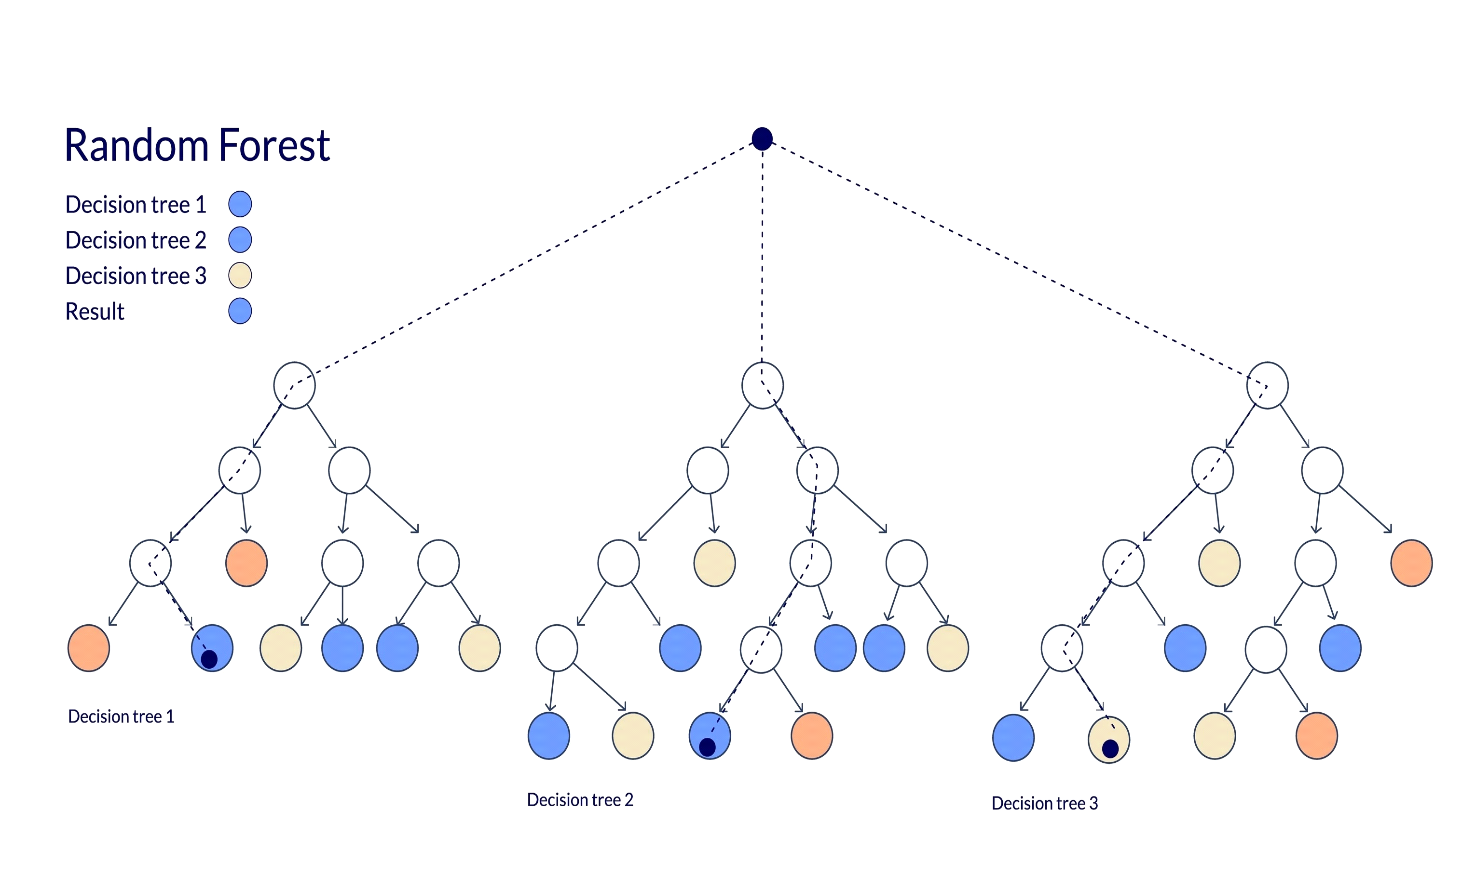 Random Forest
Decision tree 1
Decision tree 2
Decision tree 3
Result
Decision tree 1
Decision tree 2
Decision tree 3